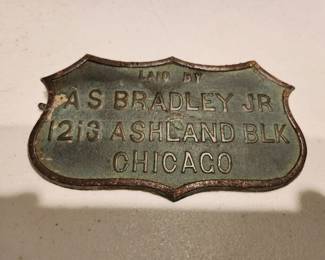 LAID BY
A S BRADLEY JR
1213 ASHLAND BLK
CHICAGO